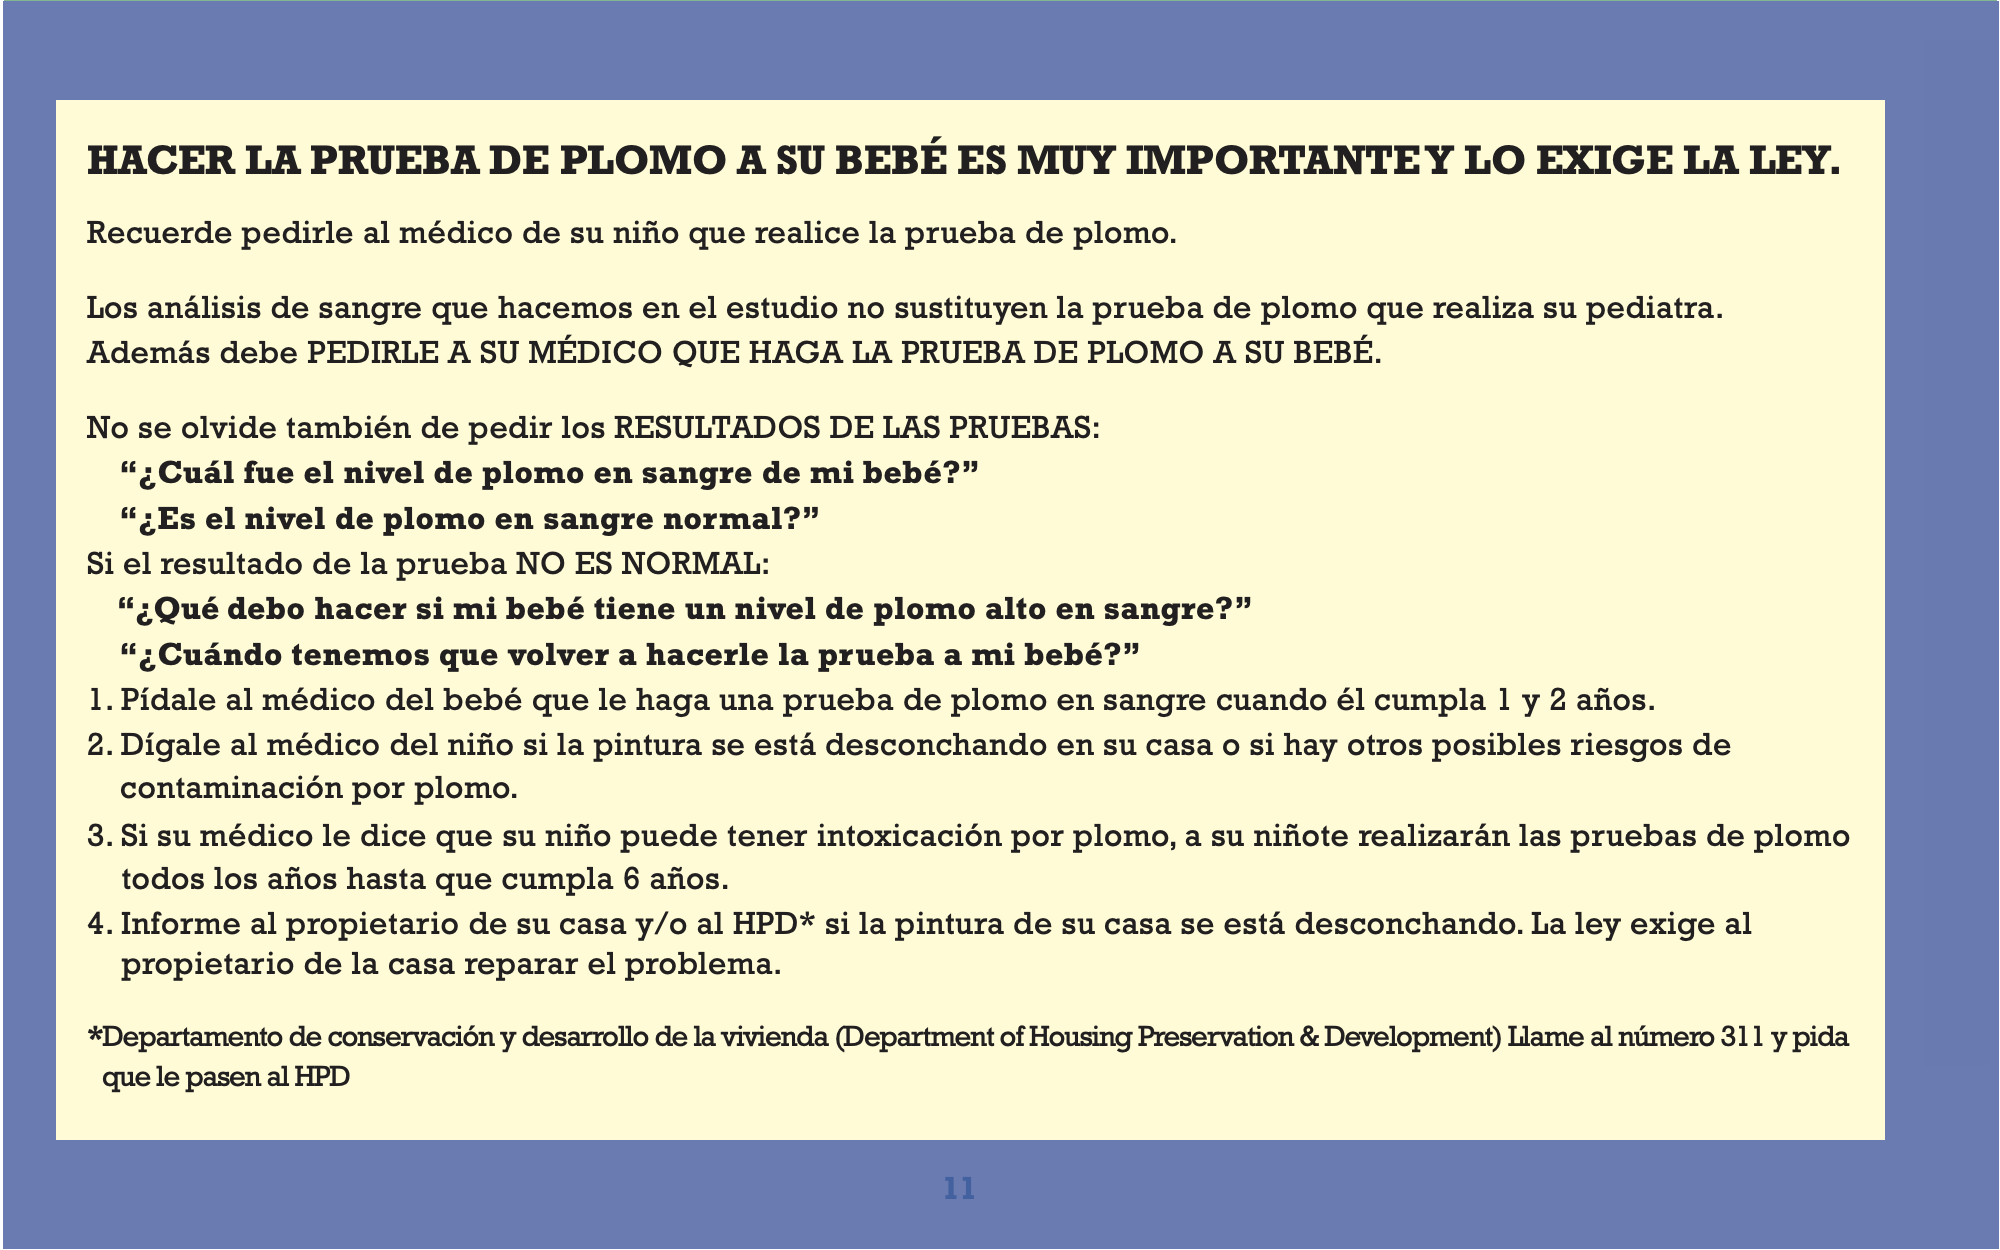 HACER LA PRUEBA DE PLOMO A SU BEBÉ ES MUY IMPORTANTE Y LO EXIGE LA LEY.
Recuerde pedirle al médico de su niño que realice la prueba de plomo.
Los análisis de sangre que hacemos en el estudio no sustituyen la prueba de plomo que realiza su pediatra.
Además debe PEDIRLE A SU MÉDICO QUE HAGA LA PRUEBA DE PLOMO A SU BEBÉ.
No se olvide también de pedir los RESULTADOS DE LAS PRUEBAS:
“¿Cuál fue el nivel de plomo en sangre de mi bebé?”
“¿Es el nivel de plomo en sangre normal?”
Si el resultado de la prueba NO ES NORMAL:
“¿Qué debo hacer si mi bebé tiene un nivel de plomo alto en sangre?”
“¿Cuándo tenemos que volver a hacerle la prueba a mi bebé?”
1. Pídale al médico del bebé que le haga una prueba de plomo en sangre cuando él cumpla 1 y 2 años.
2. Dígale al médico del niño si la pintura se está desconchando en su casa o si hay otros posibles riesgos de
contaminación por plomo.
3. Si su médico le dice que su niño puede tener intoxicación por plomo, a su niñote realizarán las pruebas de plomo
todos los años hasta que cumpla 6 años.
4. Informe al propietario de su casa y/o al HPD* si la pintura de su casa se está desconchando. La ley exige al
propietario de la casa reparar el problema.
*Departamento de conservación y desarrollo de la vivienda (Department of Housing Preservation & Development) Llame al número 311 y pida
que le pasen al HPD
11